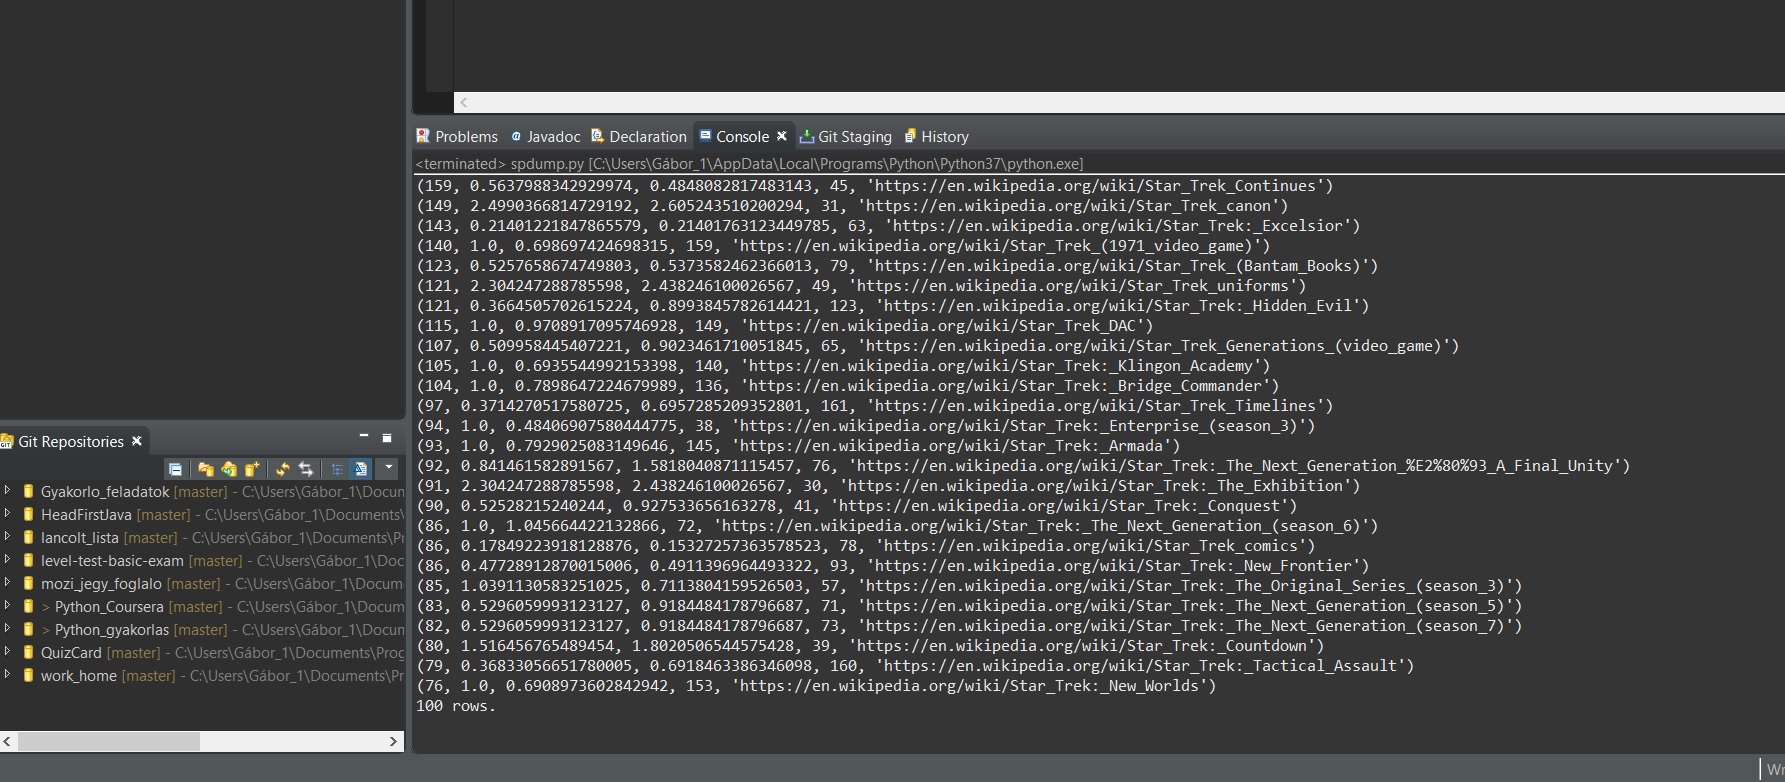 Problems Javadoc Declaration Console Git Staging History
<terminated> spdump.py [C:\Users\Gábor_1\AppData\Local\Programs\Python\Python37\python.exe]
(159, 0.5637988342929974, 0.4848082817483143, 45, 'https://en.wikipedia.org/wiki/Star_Trek_Continues')
(149, 2.4990366814729192, 2.605243510200294, 31, 'https://en.wikipedia.org/wiki/Star_Trek_canon')
(143, 0.21401221847865579, 0.21401763123449785, 63, 'https://en.wikipedia.org/wiki/Star_Trek:_Excelsior')
(140, 1.0, 0.698697424698315, 159, 'https://en.wikipedia.org/wiki/Star_Trek_(1971_video_game)')
(123, 0.5257658674749803, 0.5373582462366013, 79, 'https://en.wikipedia.org/wiki/Star_Trek_(Bantam_Books)')
(121, 2.304247288785598, 2.438246100026567, 49, 'https://en.wikipedia.org/wiki/Star_Trek_uniforms')
(121, 0.3664505702615224, 0.8993845782614421, 123, 'https://en.wikipedia.org/wiki/Star_Trek:_Hidden_Evil')
(115, 1.0, 0.9708917095746928, 149, 'https://en.wikipedia.org/wiki/Star_Trek_DAC')
(107, 0.509958445407221, 0.9023461710051845, 65, 'https://en.wikipedia.org/wiki/Star_Trek_Generations_(video_game)')
(105, 1.0, 0.6935544992153398, 140, 'https://en.wikipedia.org/wiki/Star_Trek:_Klingon_Academy')
(104, 1.0, 0.7898647224679989, 136, 'https://en.wikipedia.org/wiki/Star_Trek:_Bridge_Commander')
(97, 0.3714270517580725, 0.6957285209352801, 161, 'https://en.wikipedia.org/wiki/Star_Trek_Timelines')
(94, 1.0, 0.48406907580444775, 38, 'https://en.wikipedia.org/wiki/Star_Trek:_Enterprise_(season_3)')
(93, 1.0, 0.7929025083149646, 145, 'https://en.wikipedia.org/wiki/Star_Trek:_Armada')
(92, 0.841461582891567, 1.5818040871115457, 76, 'https://en.wikipedia.org/wiki/Star_Trek:_The_Next_Generation_%E2%80%93_A_Final_Unity')
(91, 2.304247288785598, 2.438246100026567, 30, 'https://en.wikipedia.org/wiki/Star_Trek:_The_Exhibition')
(90, 0.52528215240244, 0.927533656163278, 41, 'https://en.wikipedia.org/wiki/Star_Trek:_Conquest')
(86, 1.0, 1.045664422132866, 72, 'https://en.wikipedia.org/wiki/Star_Trek:_The_Next_Generation_(season_6)')
(86, 0.17849223918128876, 0.15327257363578523, 78, 'https://en.wikipedia.org/wiki/Star_Trek_comics')
(86, 0.47728912870015006, 0.4911396964493322, 93, 'https://en.wikipedia.org/wiki/Star_Trek:_New_Frontier')
(85, 1.0391130583251025, 0.7113804159526503, 57, 'https://en.wikipedia.org/wiki/Star_Trek:_The_Original_Series_(season_3)')
(83, 0.5296059993123127, 0.9184484178796687, 71, 'https://en.wikipedia.org/wiki/Star_Trek:_The_Next_Generation_(season_5)')
(82, 0.5296059993123127, 0.9184484178796687, 73, 'https://en.wikipedia.org/wiki/Star_Trek:_The_Next_Generation_(season_7)')
(80, 1.516456765489454, 1.8020506544575428, 39, 'https://en.wikipedia.org/wiki/Star_Trek:_Countdown')
(79, 0.36833056651780005, 0.6918463386346098, 160, 'https://en.wikipedia.org/wiki/Star_Trek:_Tactical_Assault')
(76, 1.0, 0.6908973602842942, 153, 'https://en.wikipedia.org/wiki/Star_Trek:_New_Worlds')
100 rows.
Git Repositories
Gyakorlo_feladatok [master] - C:\Users\Gábor_1\Docun
HeadFirstJava [master] - C:\Users\Gábor_1\Documents\
lancolt_lista [master] - C:\Users\Gábor_1\Documents\Pr
level-test-basic-exam [master] - C:\Users\Gábor_1\Doc
mozi_jegy_foglalo [master] - C:\Users\Gábor_1\Docum
> Python_Coursera [master] - C:\Users\Gábor_1\Docum
> Python_gyakorlas [master] - C:\Users\Gábor_1\Docun
QuizCard [master] - C:\Users\Gábor_1\Documents\Prog
work_home [master] - C:\Users\Gábor_1\Documents\Pr
Wr